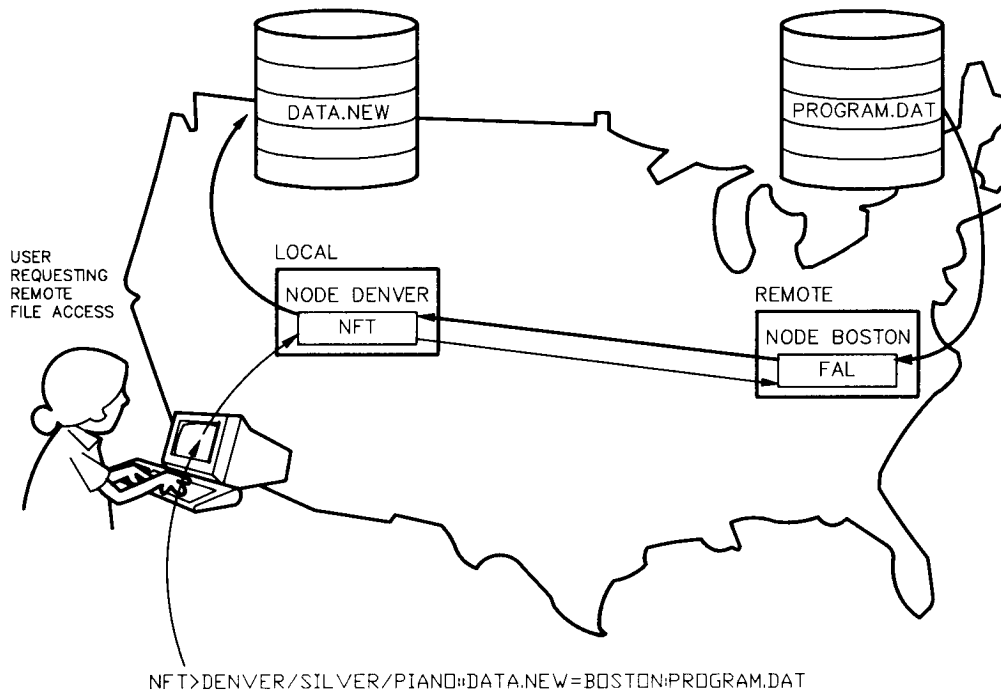 DATA.NEW
PROGRAM.DAT
USER
REQUESTING
REMOTE
FILE ACCESS
LOCAL
NODE DENVER
NFT
REMOTE
NODE BOSTON
FAL
NFT>DENVER/SILVER/PIANO::DATA.NEW=BOSTON:PROGRAM.DAT